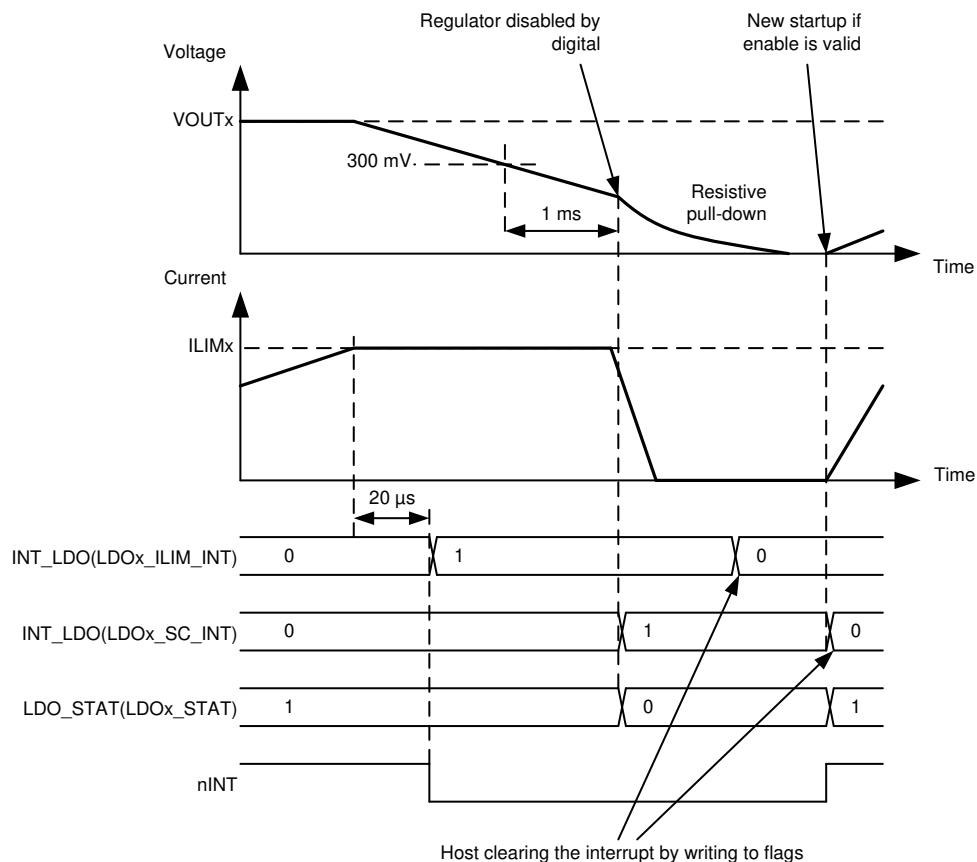 Regulator disabled by
digital
New startup if
enable is valid
Voltage
VOUTx
300 mV
1 ms
Resistive
pull-down
Time
Current
ILIMx
Time
20 µs
INT_LDO(LDOx_ILIM_INT)
0
1
0
INT_LDO(LDOx_SC_INT)
0
1
0
LDO_STAT(LDOx_STAT)
1
0
1
nINT
Host clearing the interrupt by writing to flags